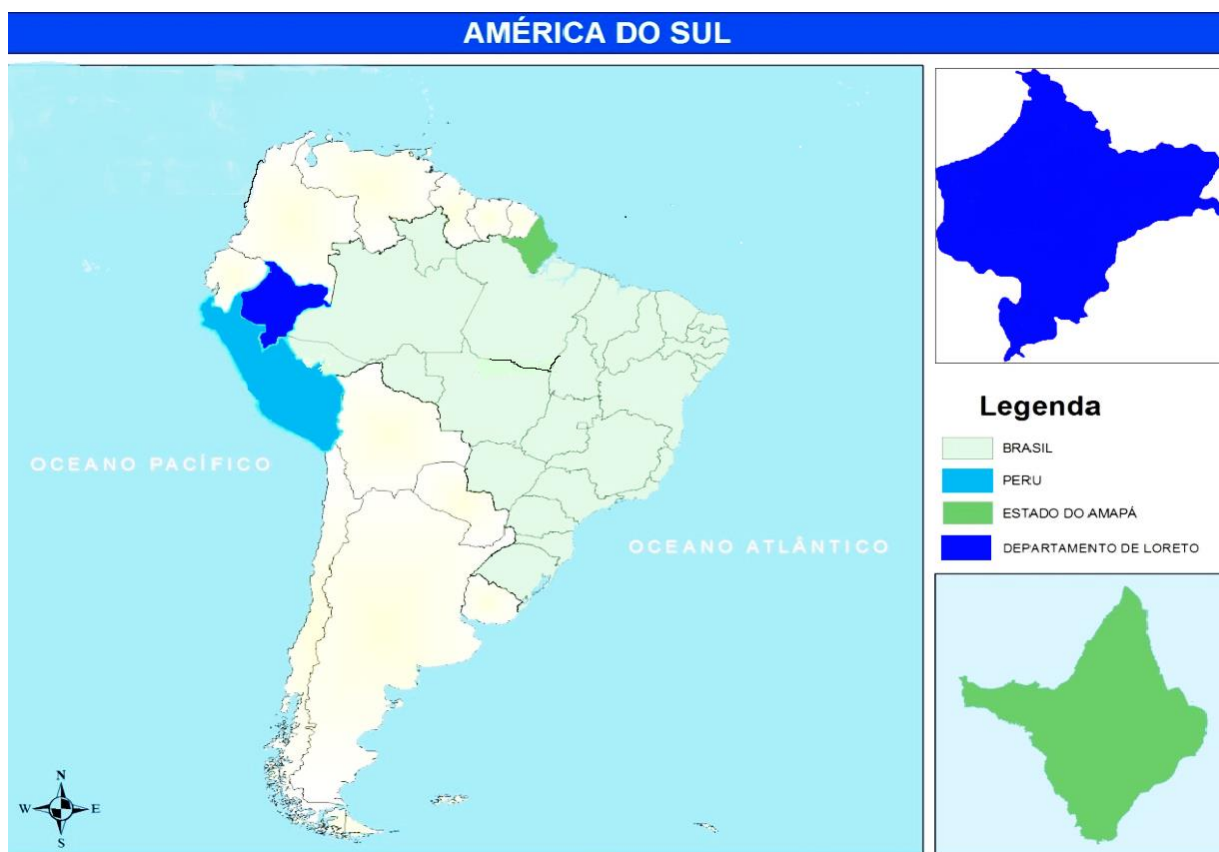 AMÉRICA DO SUL
OCEANO PACÍFICO
OCEANO ATLÂNTICO
N
W E
S
Legenda
BRASIL
PERU
ESTADO DO AMAPÁ
DEPARTAMENTO DE LORETO